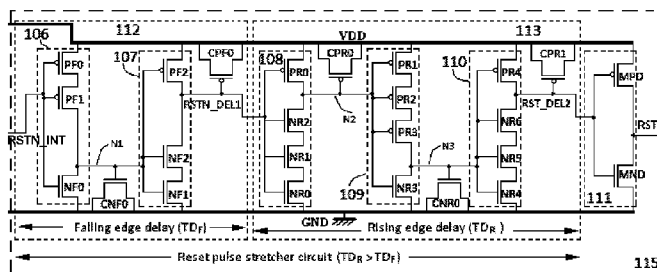 106 112 VDD 113
PF0 107 PF2 CPF0 108 PR0 CPR0 PR1 110 PR4 CPR1
PF1 RSTN_DEL1 N2 PR2 RST_DEL2 MPD
RSTN_INT NR2 PR3 NR6 RST
N1 NF2 NR1 N3 NR5
NF0 CNF0 NF1 NR0 109 NR3 CNR0 NR4 MND 111
GND
Falling edge delay (TDF) Rising edge delay (TDR)
Reset pulse stretcher circuit (TDR >TDF) 115